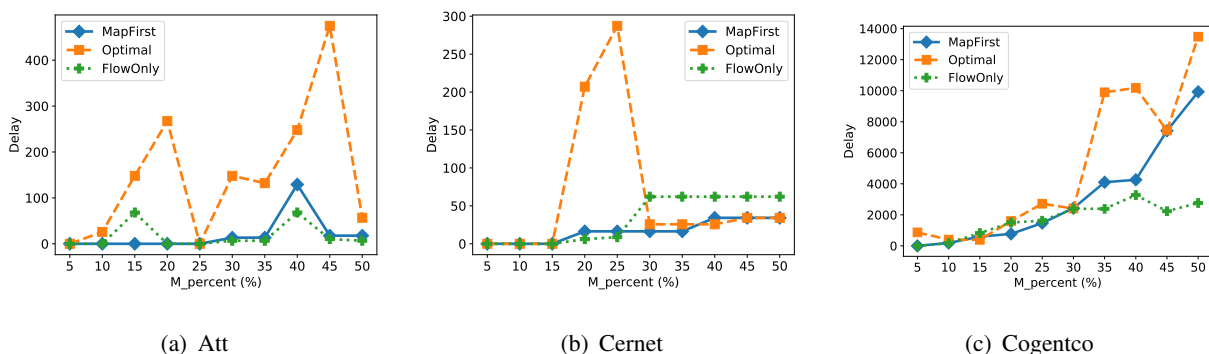 MapFirst
Optimal
FlowOnly
400
300
200
100
0
Delay
5 10 15 20 25 30 35 40 45 50
M_percent (%)
(a) Att
300
250
200
150
100
50
0
Delay
MapFirst
Optimal
FlowOnly
5 10 15 20 25 30 35 40 45 50
M_percent (%)
(b) Cernet
14000
12000
10000
8000
6000
4000
2000
0
Delay
MapFirst
Optimal
FlowOnly
5 10 15 20 25 30 35 40 45 50
M_percent (%)
(c) Cogentco